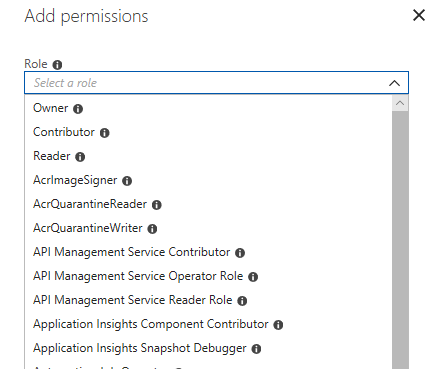 Add permissions
Role
Select a role
Owner
Contributor
Reader
AcrImageSigner
AcrQuarantineReader
AcrQuarantineWriter
API Management Service Contributor
API Management Service Operator Role
API Management Service Reader Role
Application Insights Component Contributor
Application Insights Snapshot Debugger